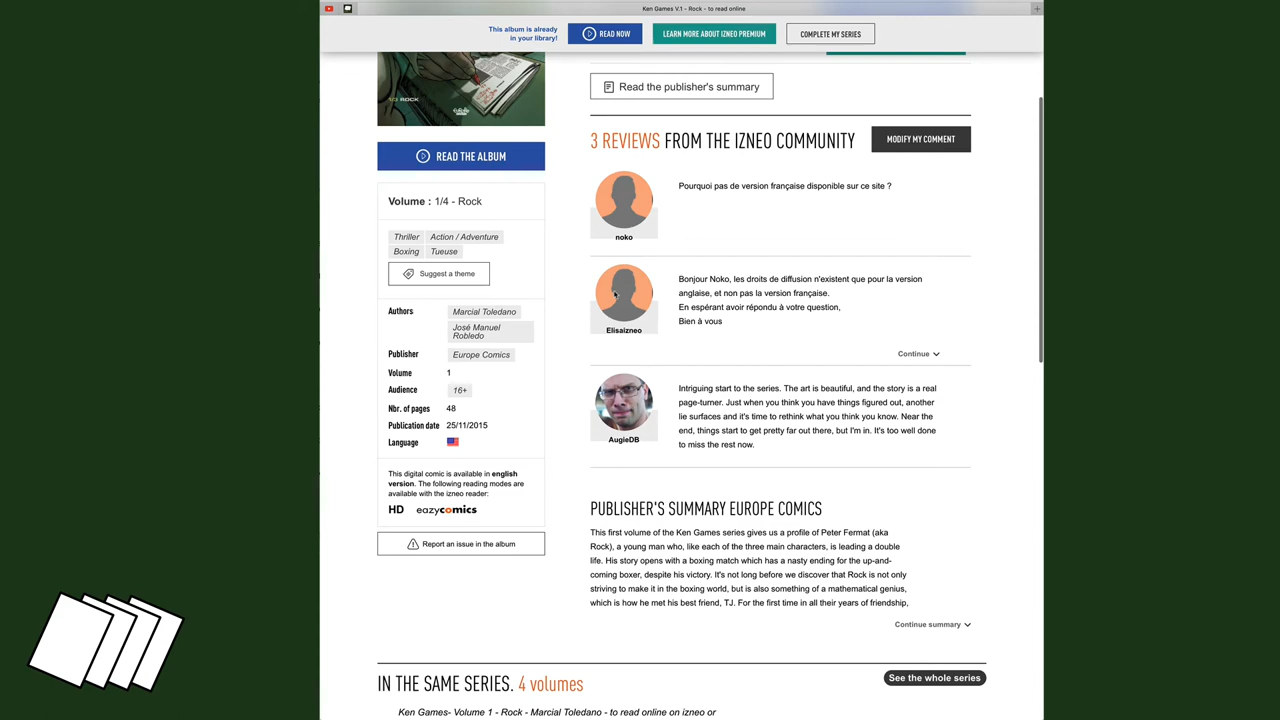 Ken Games V.1 - Rock - to read online
This album is already
in your library!
READ NOW
LEARN MORE ABOUT IZNEO PREMIUM
COMPLETE MY SERIES
1/3 ROCK
READ THE ALBUM
Volume : 1/4 - Rock
Thriller Action / Adventure
Boxing Tueuse
Suggest a theme
Authors Marcial Toledano
José Manuel
Robledo
Publisher Europe Comics
Volume 1
Audience 16+
Nbr. of pages 48
Publication date 25/11/2015
Language
This digital comic is available in english
version. The following reading modes are
available with the izneo reader:
HD eazycomics
Report an issue in the album
Read the publisher's summary
3 REVIEWS FROM THE IZNEO COMMUNITY
MODIFY MY COMMENT
Pourquoi pas de version française disponible sur ce site ?
noko
Bonjour Noko, les droits de diffusion n'existent que pour la version
anglaise, et non pas la version française.
En espérant avoir répondu à votre question,
Bien à vous
Elisaizneo
Continue
Intriguing start to the series. The art is beautiful, and the story is a real
page-turner. Just when you think you have things figured out, another
lie surfaces and it's time to rethink what you think you know. Near the
end, things start to get pretty far out there, but I'm in. It's too well done
to miss the rest now.
AugieDB
PUBLISHER'S SUMMARY EUROPE COMICS
This first volume of the Ken Games series gives us a profile of Peter Fermat (aka
Rock), a young man who, like each of the three main characters, is leading a double
life. His story opens with a boxing match which has a nasty ending for the up-and-
coming boxer, despite his victory. It's not long before we discover that Rock is not only
striving to make it in the boxing world, but is also something of a mathematical genius,
which is how he met his best friend, TJ. For the first time in all their years of friendship,
Continue summary
IN THE SAME SERIES. 4 volumes
See the whole series
Ken Games- Volume 1 - Rock - Marcial Toledano - to read online on izneo or